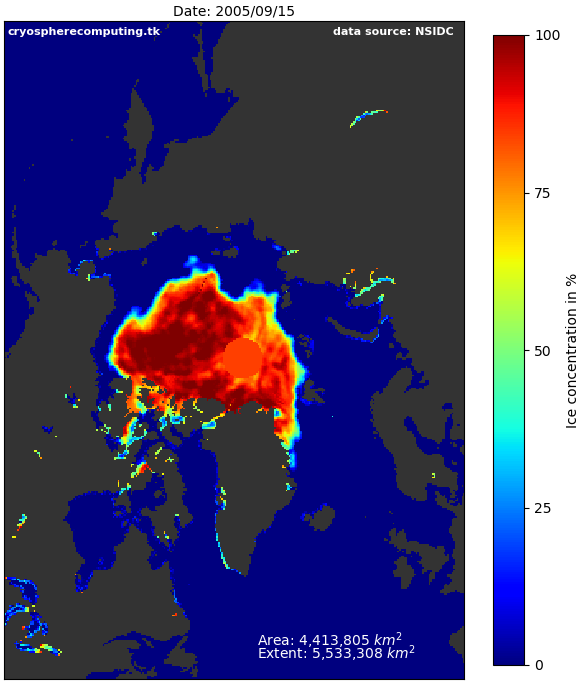 Date: 2005/09/15
cryospherecomputing.tk data source: NSIDC
100
75
50
25
0
Ice concentration in %
Area: 4,413,805 km²
Extent: 5,533,308 km²